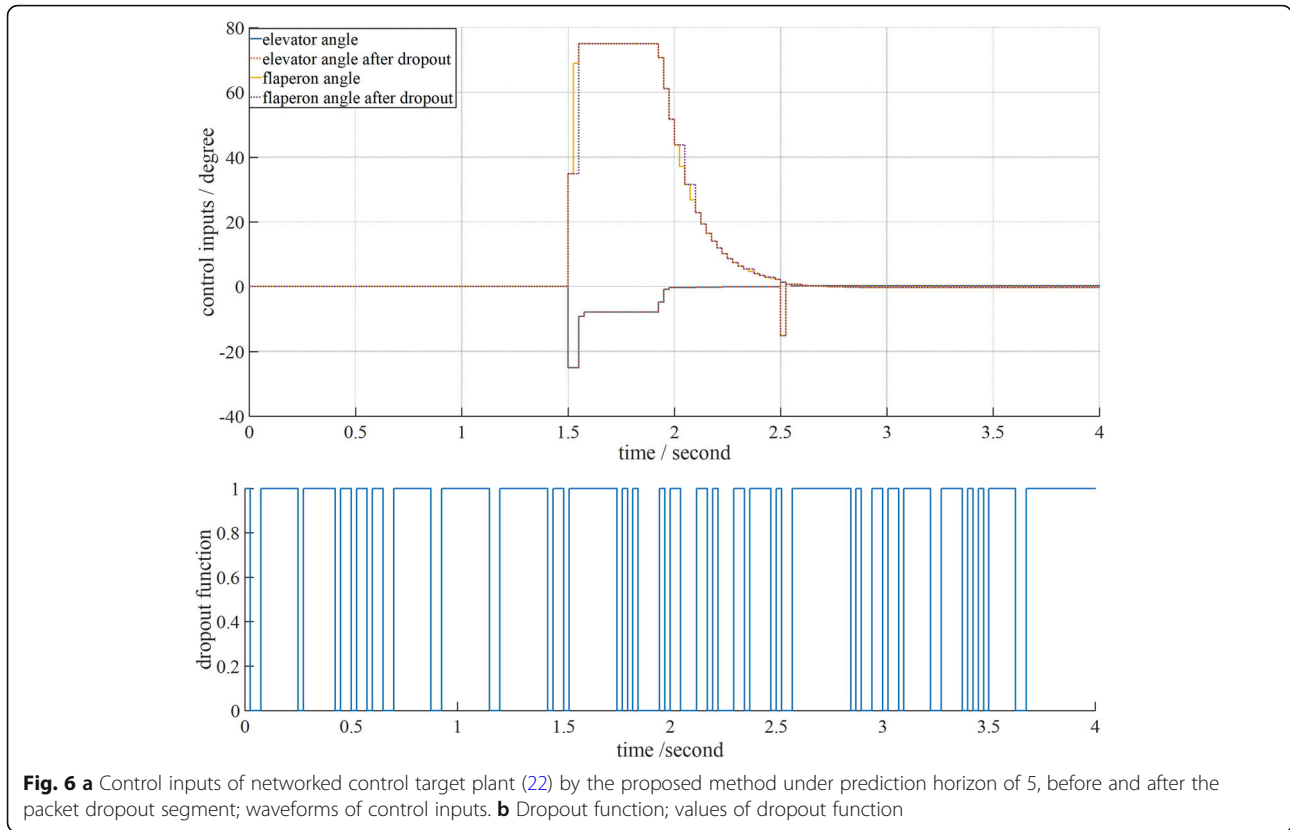 80
60
40
20
0
-20
-40
control inputs / degree
elevator angle
elevator angle after dropout
flaperon angle
flaperon angle after dropout
0 0.5 1 1.5 2 2.5 3 3.5 4
time / second
1
0.8
0.6
0.4
0.2
0
dropout function
0 0.5 1 1.5 2 2.5 3 3.5 4
time /second
Fig. 6 a Control inputs of networked control target plant (22) by the proposed method under prediction horizon of 5, before and after the
packet dropout segment; waveforms of control inputs. b Dropout function; values of dropout function